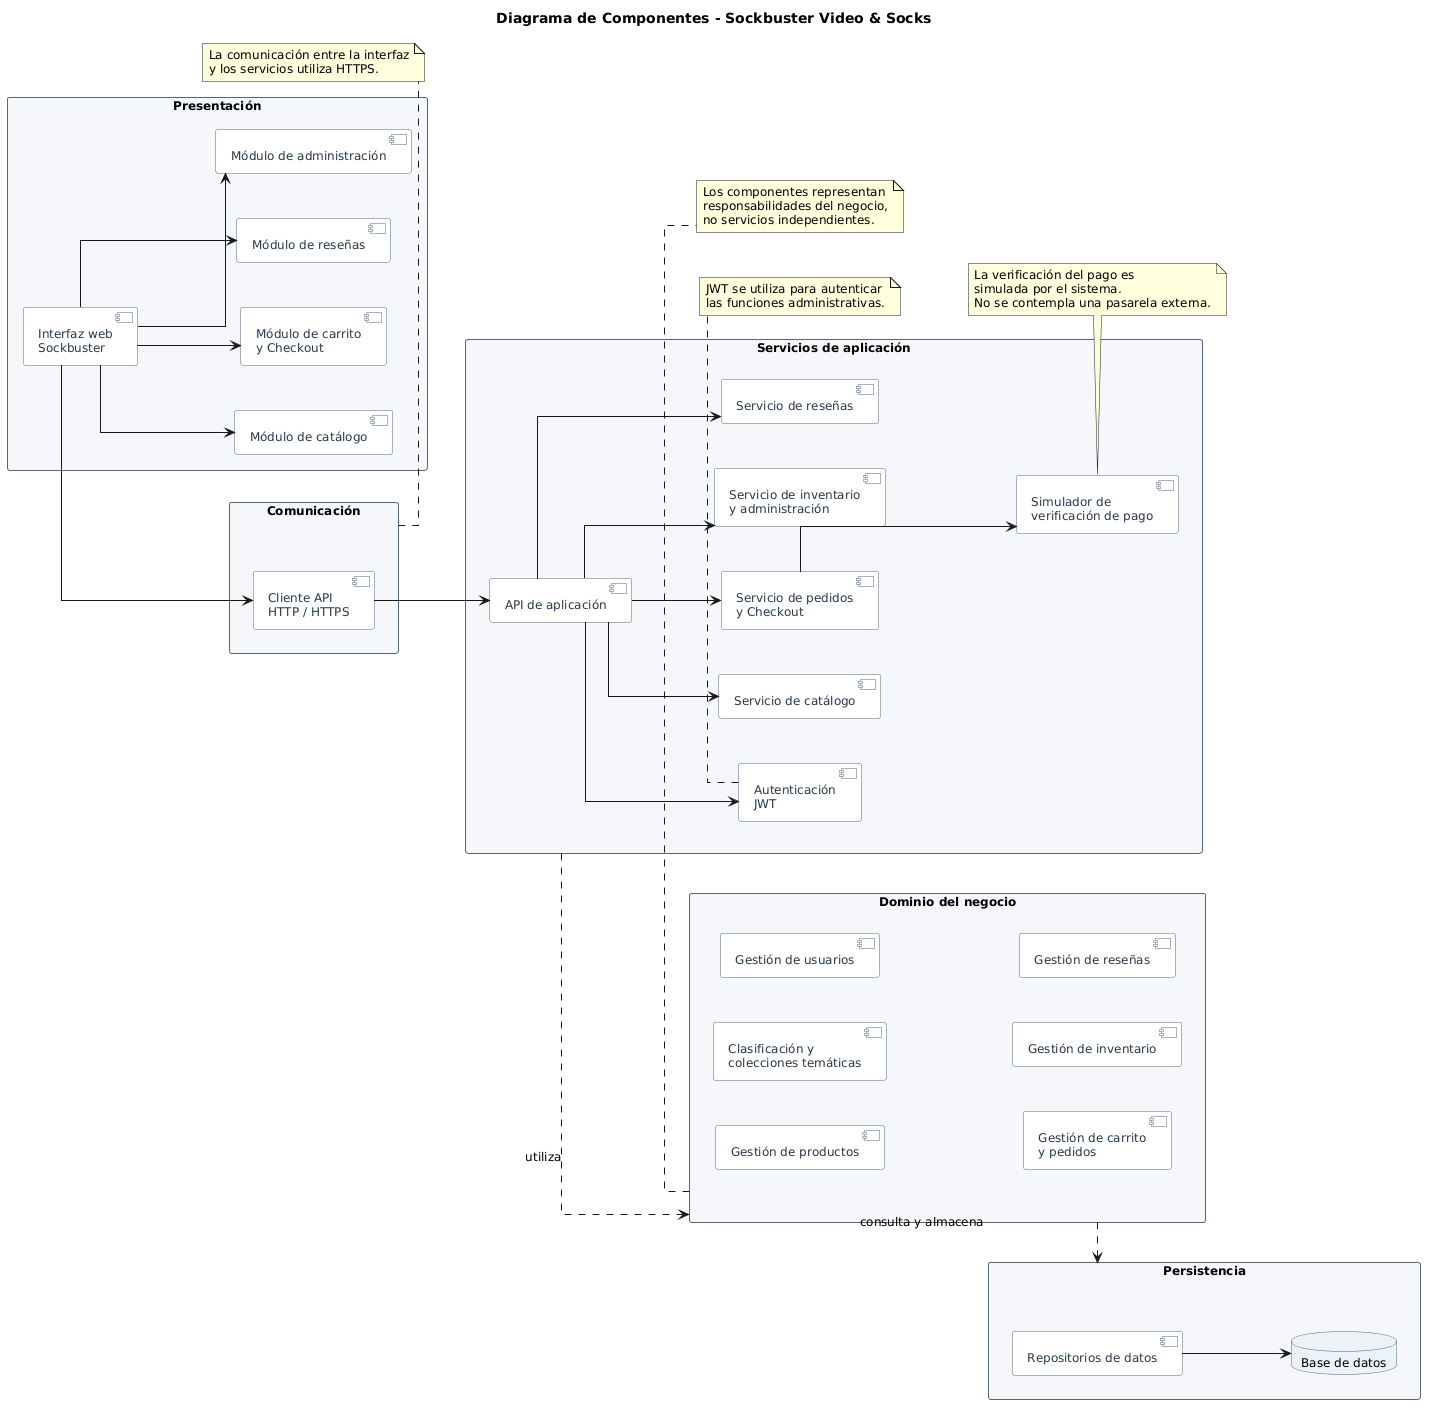 Diagrama de Componentes - Sockbuster Video & Socks
La comunicación entre la interfaz
y los servicios utiliza HTTPS.
Presentación
Módulo de administración
Módulo de reseñas
Interfaz web
Sockbuster
Módulo de carrito
y Checkout
Módulo de catálogo
Comunicación
Cliente API
HTTP / HTTPS
Los componentes representan
responsabilidades del negocio,
no servicios independientes.
JWT se utiliza para autenticar
las funciones administrativas.
La verificación del pago es
simulada por el sistema.
No se contempla una pasarela externa.
Servicios de aplicación
Servicio de reseñas
Servicio de inventario
y administración
Simulador de
verificación de pago
API de aplicación
Servicio de pedidos
y Checkout
Servicio de catálogo
Autenticación
JWT
utiliza
Dominio del negocio
Gestión de usuarios
Gestión de reseñas
Clasificación y
colecciones temáticas
Gestión de inventario
Gestión de productos
Gestión de carrito
y pedidos
consulta y almacena
Persistencia
Repositorios de datos
Base de datos